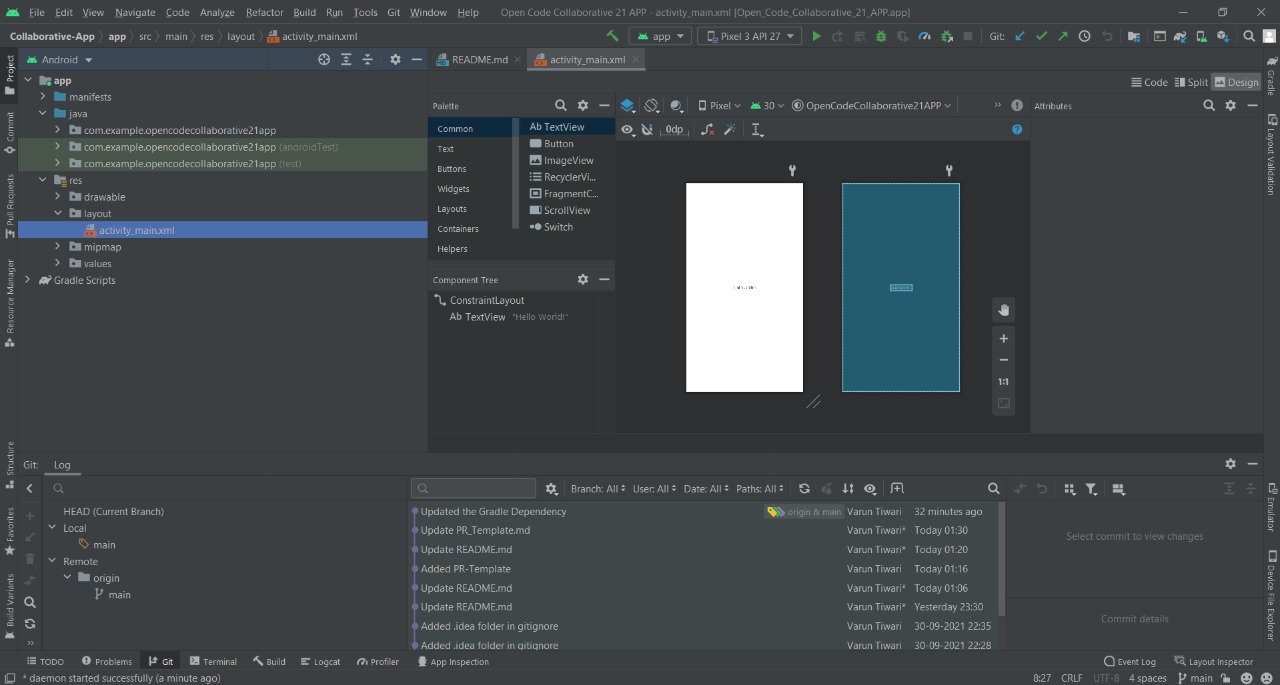 File Edit View Navigate Code Analyze Refactor Build Run Tools Git Window Help Open Code Collaborative 21 APP - activity_main.xml [Open_Code_Collaborative_21_APP.app]
Collaborative-App app src main res layout activity_main.xml app Pixel 3 API 27 Git:
Project
Commit
Pull Requests
Resource Manager
Structure
Favorites
Build Variants
Android
app
manifests
java
com.example.opencodecollaborative21app
com.example.opencodecollaborative21app (androidTest)
com.example.opencodecollaborative21app (test)
res
drawable
layout
activity_main.xml
mipmap
values
Gradle Scripts
README.md activity_main.xml
Code Split Design
Palette
Common
Text
Buttons
Widgets
Layouts
Containers
Helpers
Ab TextView
Button
ImageView
RecyclerVi...
FragmentC...
ScrollView
Switch
Component Tree
ConstraintLayout
Ab TextView "Hello World!"
Pixel 30 OpenCodeCollaborative21APP
0dp
1:1
Attributes
Gradle
Layout Validation
Emulator
Device File Explorer
Git: Log
HEAD (Current Branch)
Local
main
Remote
origin
main
Branch: All User: All Date: All Paths: All
Updated the Gradle Dependency origin & main Varun Tiwari 32 minutes ago
Update PR_Template.md Varun Tiwari* Today 01:30
Update README.md Varun Tiwari* Today 01:20
Added PR-Template Varun Tiwari Today 01:16
Update README.md Varun Tiwari* Today 01:06
Update README.md Varun Tiwari* Yesterday 23:30
Added .idea folder in gitignore Varun Tiwari 30-09-2021 22:35
Added .idea folder in gitignore Varun Tiwari 30-09-2021 22:28
Select commit to view changes
Commit details
TODO Problems Git Terminal Build Logcat Profiler App Inspection Event Log Layout Inspector
* daemon started successfully (a minute ago) 8:27 CRLF UTF-8 4 spaces main